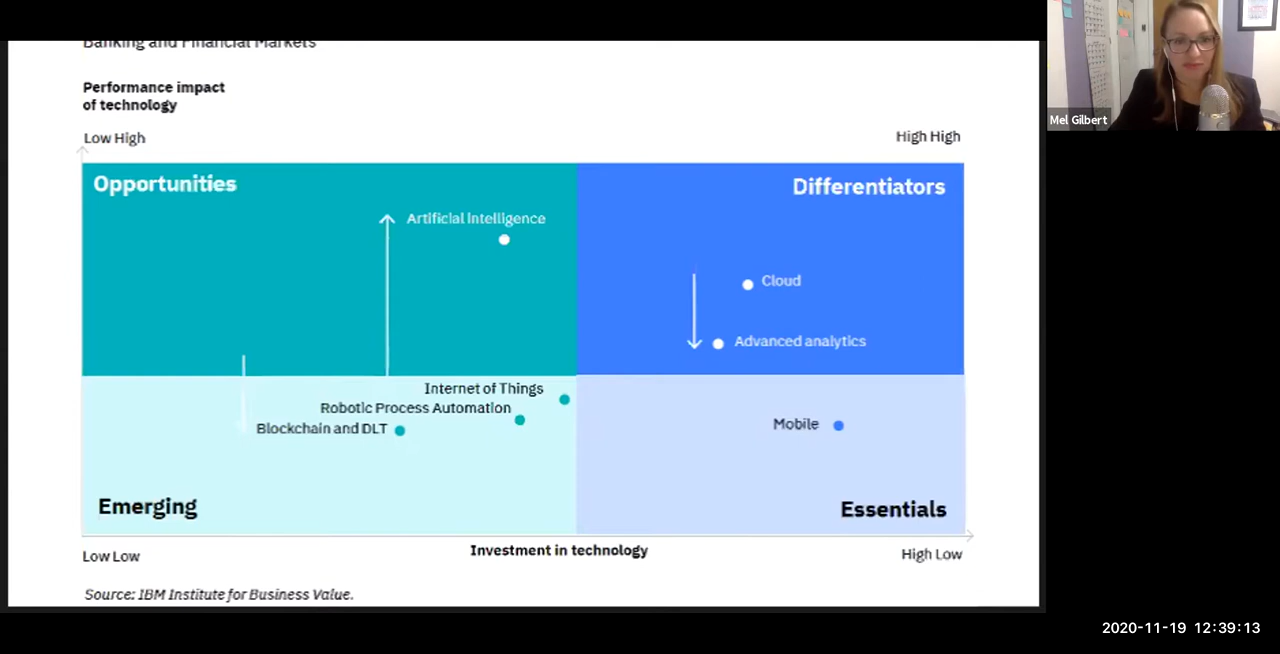 Banking and Financial Markets
Performance impact
of technology
Low High
High High
Opportunities
Differentiators
Artificial Intelligence
Cloud
Advanced analytics
Internet of Things
Robotic Process Automation
Blockchain and DLT
Mobile
Emerging
Essentials
Low Low
Investment in technology
High Low
Source: IBM Institute for Business Value.
Mel Gilbert
2020-11-19 12:39:13